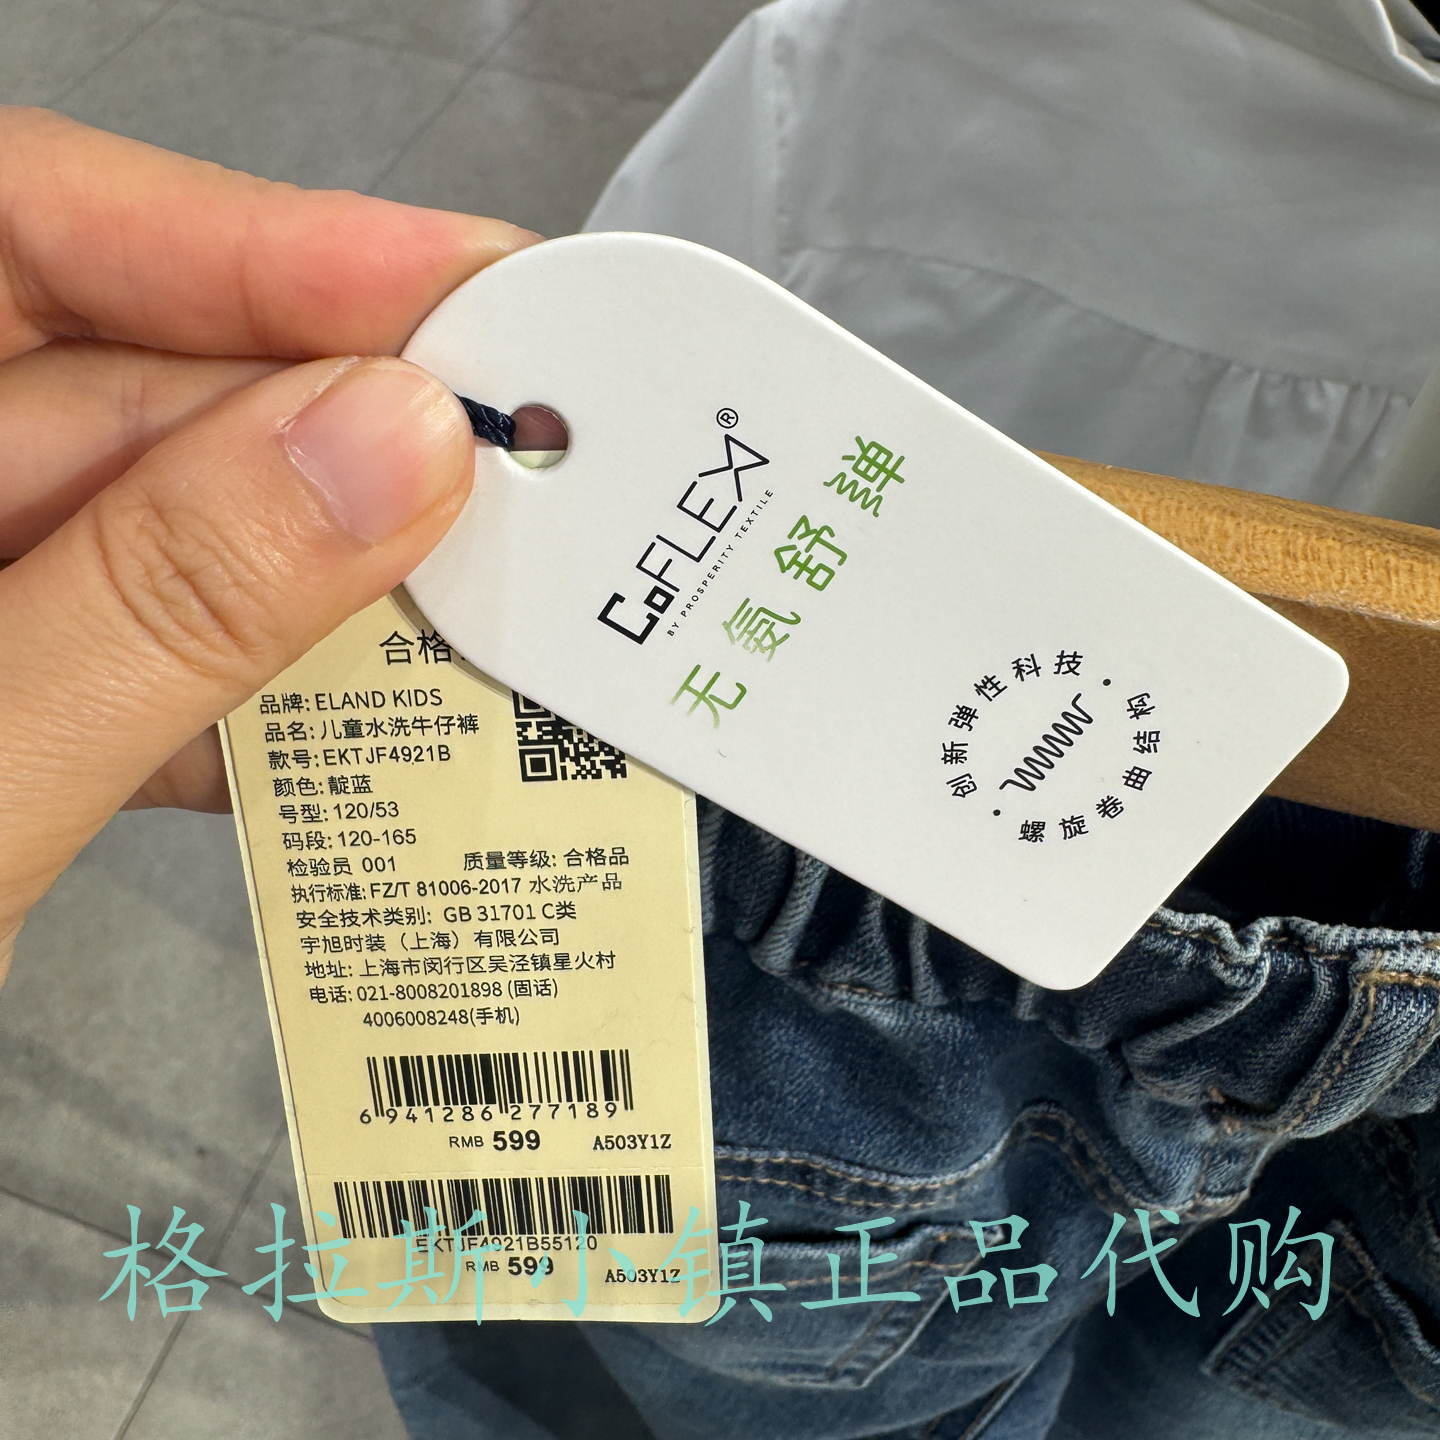 CoFLEX®
BY PROSPERITY TEXTILE
无氨舒弹
创新弹性科技
螺旋卷曲结构
合格
品牌: ELAND KIDS
品名: 儿童水洗牛仔裤
款号: EKTJF4921B
颜色: 靛蓝
号型: 120/53
码段: 120-165
检验员 001 质量等级: 合格品
执行标准: FZ/T 81006-2017 水洗产品
安全技术类别: GB 31701 C类
宇旭时装（上海）有限公司
地址: 上海市闵行区吴泾镇星火村
电话: 021-8008201898 (固话)
4006008248(手机)
6941286277189
RMB 599 A503Y1Z
EKTJF4921B55120
RMB 599 A503Y1Z
格拉斯小镇正品代购